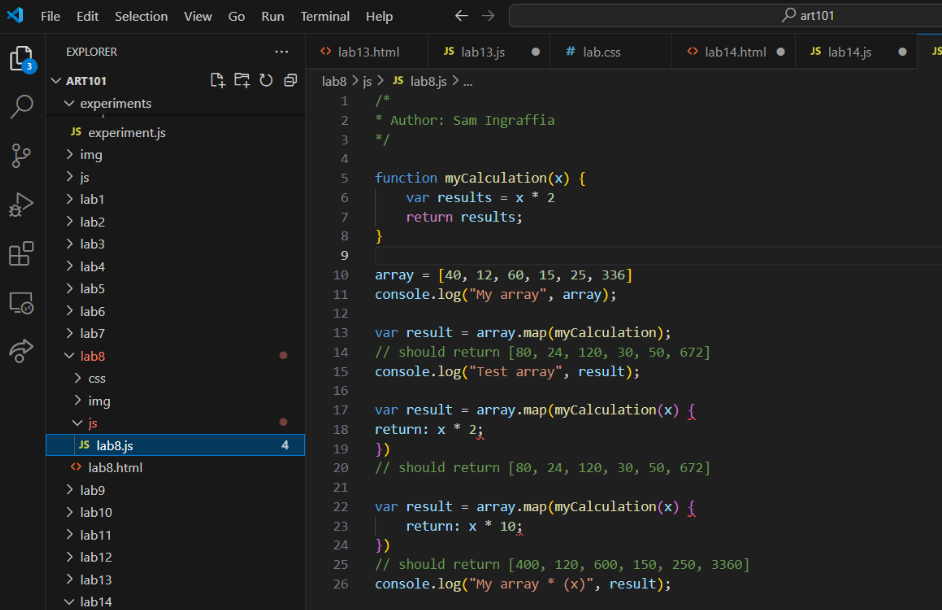 File Edit Selection View Go Run Terminal Help
art101
3
EXPLORER
lab13.html
JS lab13.js
# lab.css
lab14.html
JS lab14.js
ART101
lab8 > js > JS lab8.js > ...
experiments
JS experiment.js
img
js
lab1
lab2
lab3
lab4
lab5
lab6
lab7
lab8
css
img
js
JS lab8.js 4
lab8.html
lab9
lab10
lab11
lab12
lab13
lab14
1 /*
2 * Author: Sam Ingraffia
3 */
4
5 function myCalculation(x) {
6 var results = x * 2
7 return results;
8 }
9
10 array = [40, 12, 60, 15, 25, 336]
11 console.log("My array", array);
12
13 var result = array.map(myCalculation);
14 // should return [80, 24, 120, 30, 50, 672]
15 console.log("Test array", result);
16
17 var result = array.map(myCalculation(x) {
18 return: x * 2;
19 })
20 // should return [80, 24, 120, 30, 50, 672]
21
22 var result = array.map(myCalculation(x) {
23 return: x * 10;
24 })
25 // should return [400, 120, 600, 150, 250, 3360]
26 console.log("My array * (x)", result);